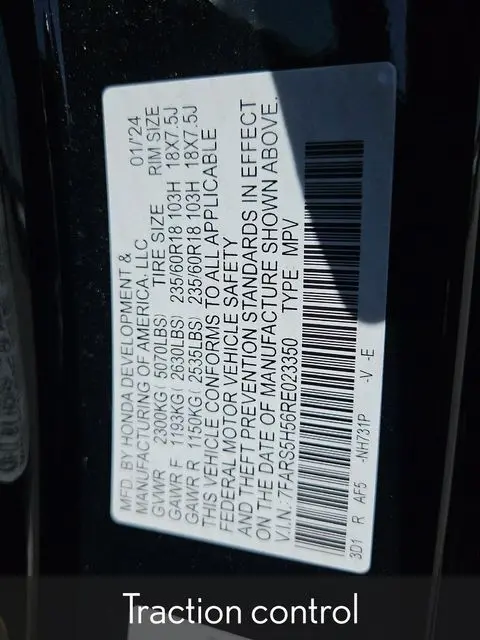 MFD. BY HONDA DEVELOPMENT & 01/24
MANUFACTURING OF AMERICA, LLC
GVWR 2300KG ( 5070LBS) TIRE SIZE RIM SIZE
GAWR F 1193KG ( 2630LBS) 235/60R18 103H 18X7.5J
GAWR R 1150KG ( 2535LBS) 235/60R18 103H 18X7.5J
THIS VEHICLE CONFORMS TO ALL APPLICABLE
FEDERAL MOTOR VEHICLE SAFETY
AND THEFT PREVENTION STANDARDS IN EFFECT
ON THE DATE OF MANUFACTURE SHOWN ABOVE.
V.I.N.:7FARS5H56RE023350 TYPE: MPV
3D1 R AF5 -NH731P -V -E
Traction control